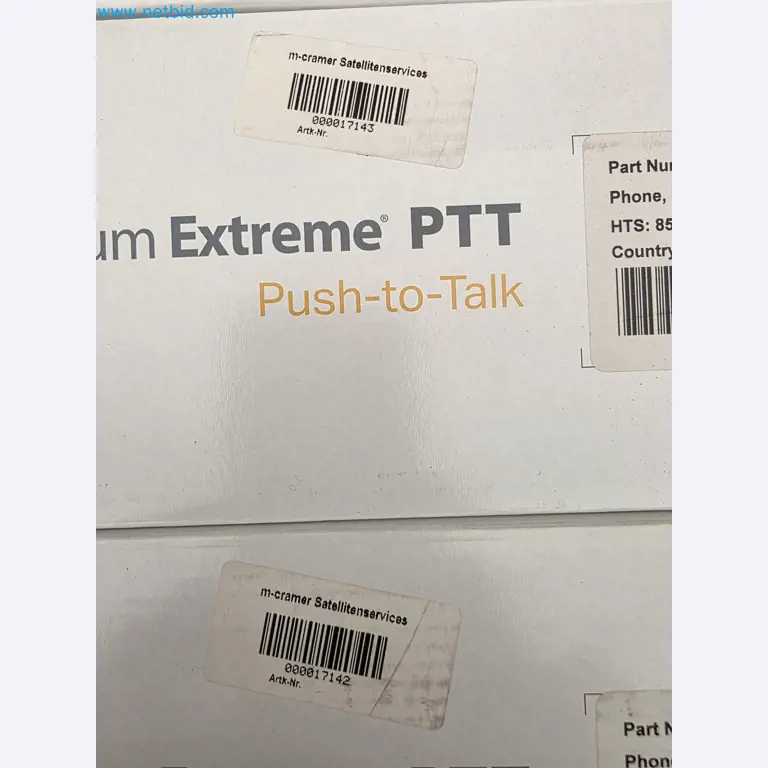 www.netbid.com
m-cramer Satellitenservices
000017143
Artk-Nr.
Part Nu
Phone,
um Extreme® PTT
HTS: 85
Country
Push-to-Talk
m-cramer Satellitenservices
000017142
Artk-Nr.
Part
Phon